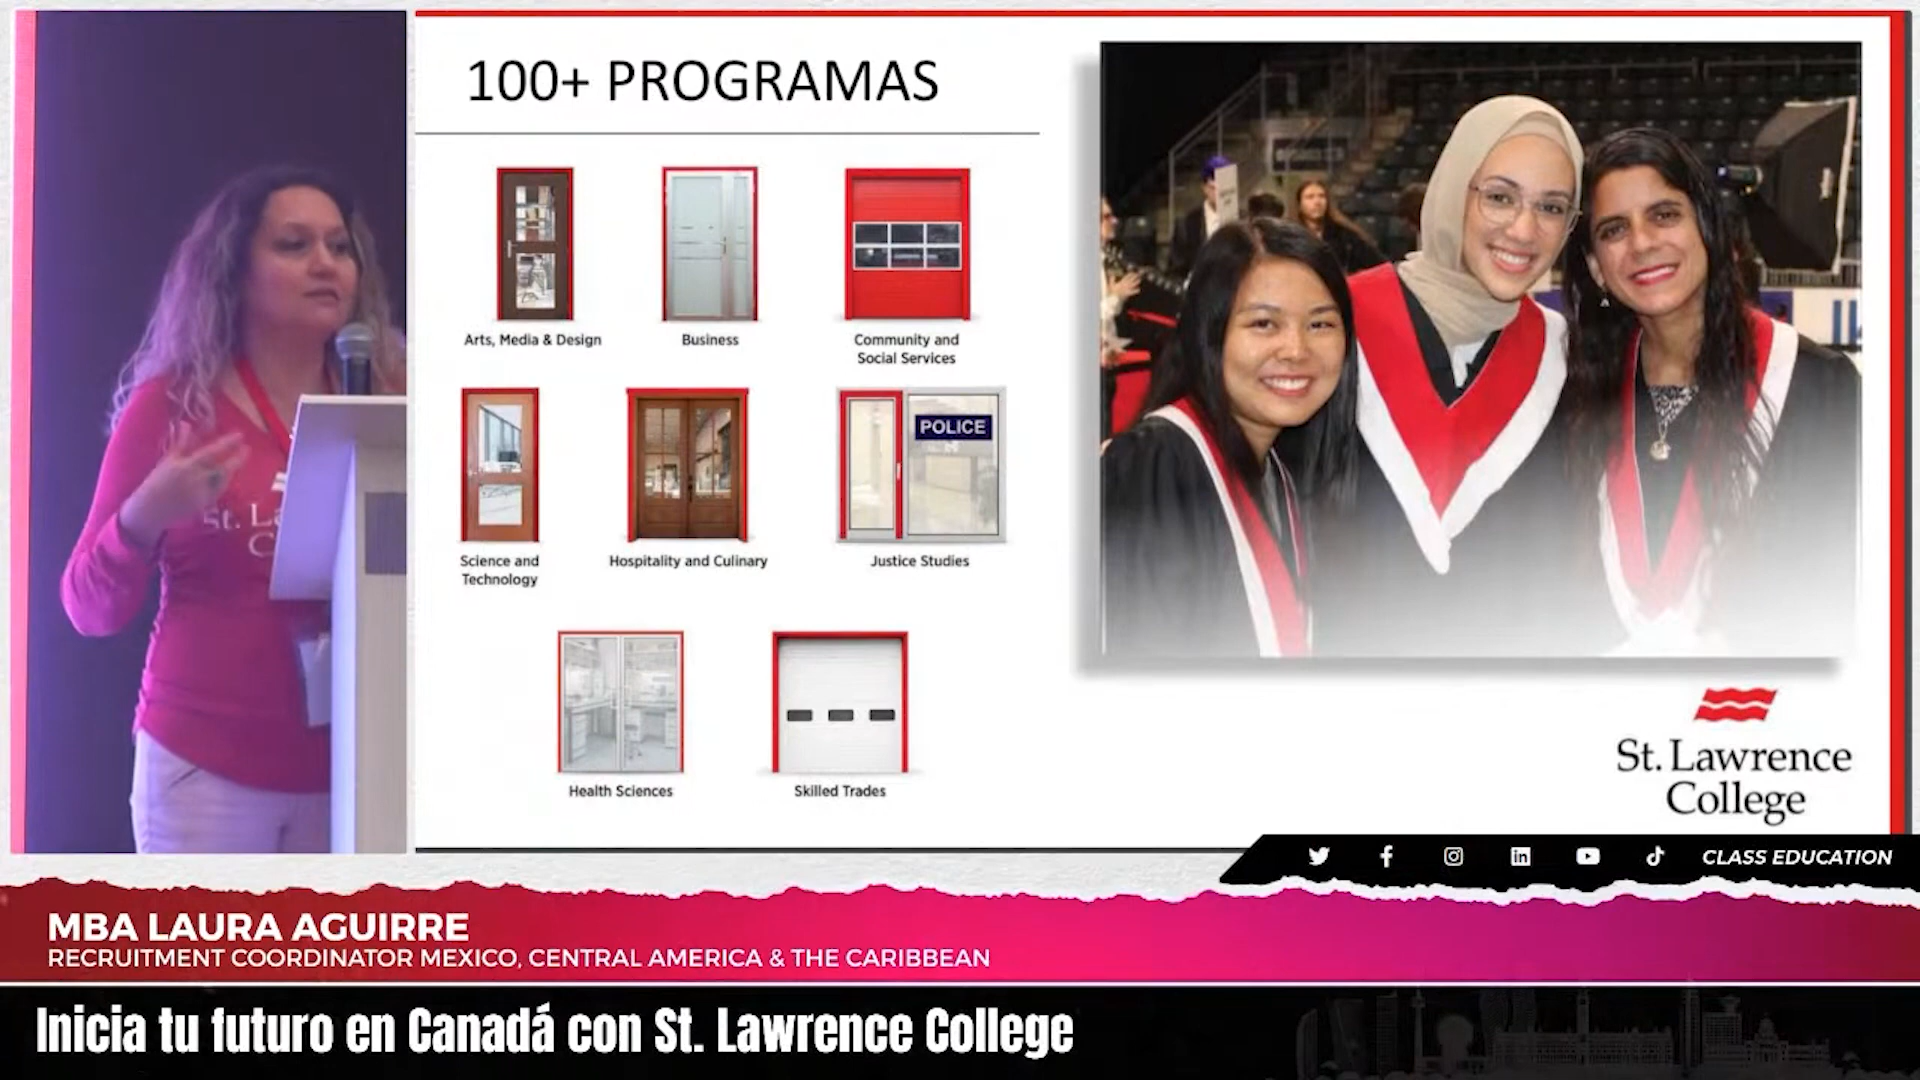 100+ PROGRAMAS
Arts, Media & Design
Business
Community and
Social Services
POLICE
Science and
Technology
Hospitality and Culinary
Justice Studies
Health Sciences
Skilled Trades
St. Lawrence
College
CLASS EDUCATION
MBA LAURA AGUIRRE
RECRUITMENT COORDINATOR MEXICO, CENTRAL AMERICA & THE CARIBBEAN
Inicia tu futuro en Canadá con St. Lawrence College